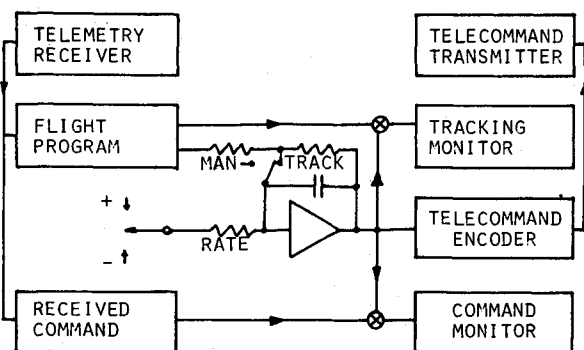 TELEMETRY
RECEIVER
TELECOMMAND
TRANSMITTER
FLIGHT
PROGRAM
TRACKING
MONITOR
MAN
TRACK
+
RATE
-
TELECOMMAND
ENCODER
RECEIVED
COMMAND
COMMAND
MONITOR